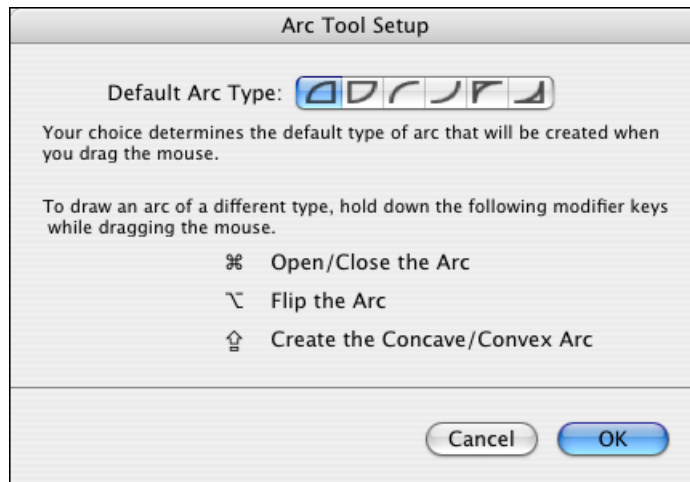 Arc Tool Setup
Default Arc Type:
Your choice determines the default type of arc that will be created when
you drag the mouse.
To draw an arc of a different type, hold down the following modifier keys
while dragging the mouse.
⌘ Open/Close the Arc
⌥ Flip the Arc
⇪ Create the Concave/Convex Arc
Cancel OK